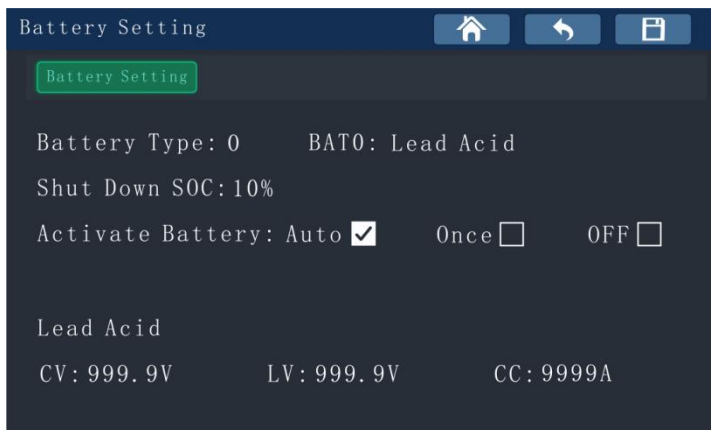 Battery Setting
Battery Setting
Battery Type: 0 BAT0: Lead Acid
Shut Down SOC:10%
Activate Battery: Auto Once OFF
Lead Acid
CV:999.9V LV:999.9V CC:9999A